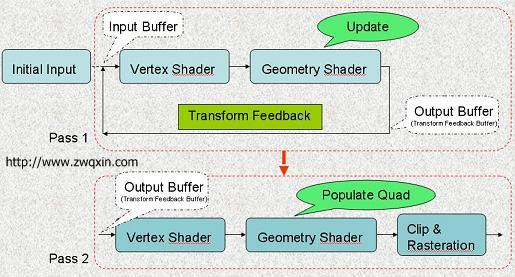 Input Buffer
Update
Initial Input
Vertex Shader
Geometry Shader
Transform Feedback
Output Buffer
(Transform Feedback Buffer)
Pass 1
http://www.zwqxin.com
Output Buffer
(Transform Feedback Buffer)
Populate Quad
Vertex Shader
Geometry Shader
Clip &
Rasteration
Pass 2